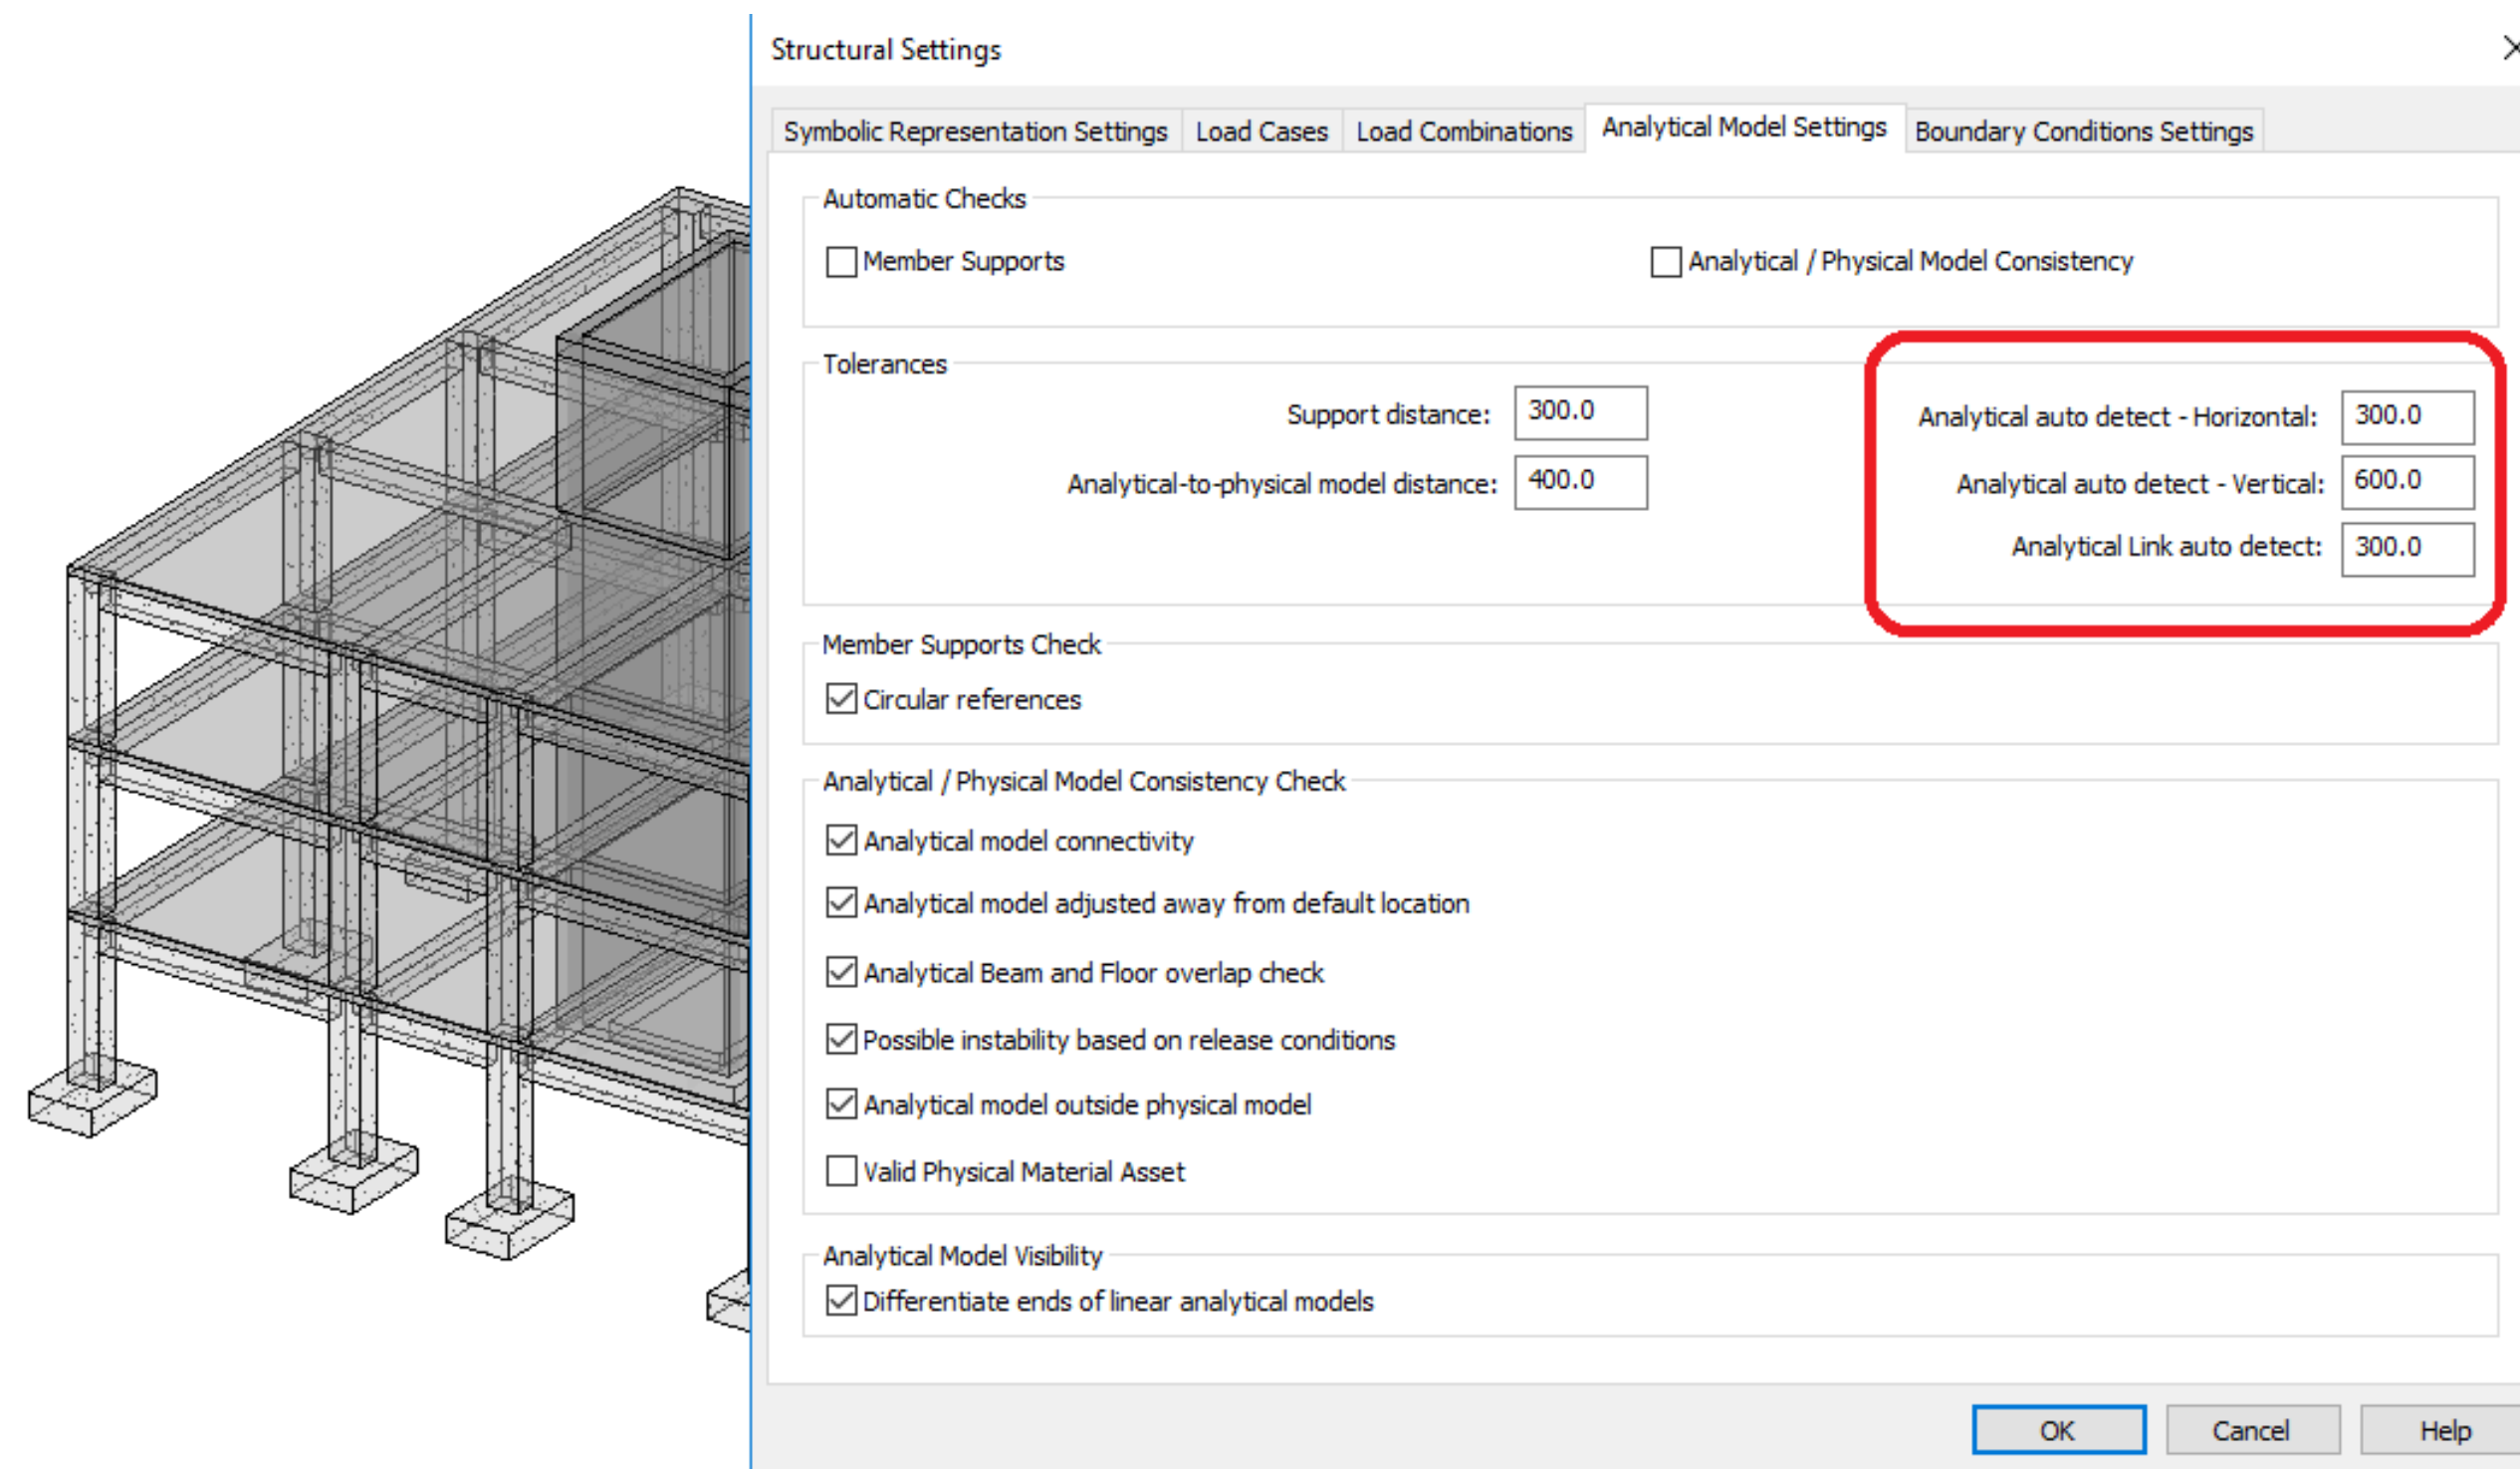 Structural Settings
Symbolic Representation Settings Load Cases Load Combinations Analytical Model Settings Boundary Conditions Settings
Automatic Checks
Member Supports Analytical / Physical Model Consistency
Tolerances
Support distance: 300.0 Analytical auto detect - Horizontal: 300.0
Analytical-to-physical model distance: 400.0 Analytical auto detect - Vertical: 600.0
Analytical Link auto detect: 300.0
Member Supports Check
Circular references
Analytical / Physical Model Consistency Check
Analytical model connectivity
Analytical model adjusted away from default location
Analytical Beam and Floor overlap check
Possible instability based on release conditions
Analytical model outside physical model
Valid Physical Material Asset
Analytical Model Visibility
Differentiate ends of linear analytical models
OK Cancel Help